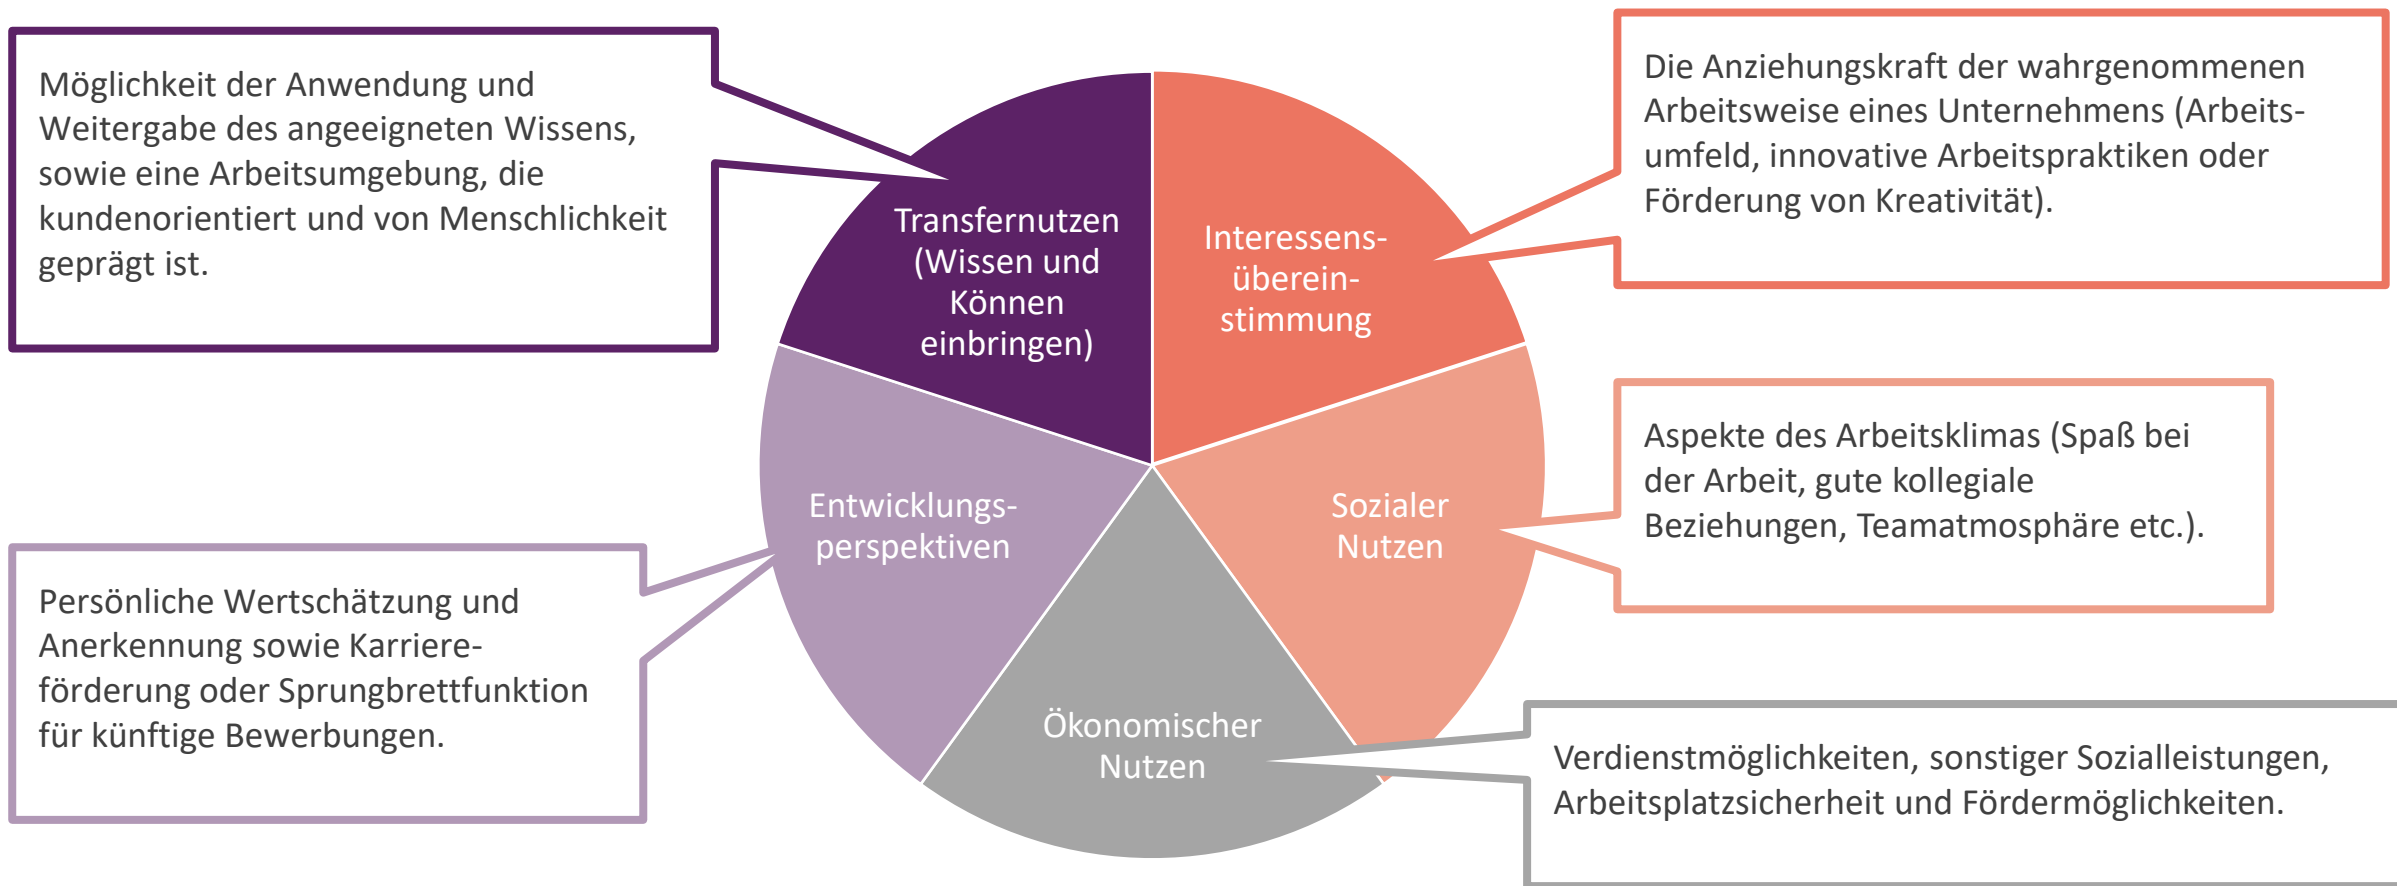 Möglichkeit der Anwendung und
Weitergabe des angeeigneten Wissens,
sowie eine Arbeitsumgebung, die
kundenorientiert und von Menschlichkeit
geprägt ist.
Transfernutzen
(Wissen und
Können
einbringen)
Interessens-
überein-
stimmung
Die Anziehungskraft der wahrgenommenen
Arbeitsweise eines Unternehmens (Arbeits-
umfeld, innovative Arbeitspraktiken oder
Förderung von Kreativität).
Entwicklungs-
perspektiven
Sozialer
Nutzen
Aspekte des Arbeitsklimas (Spaß bei
der Arbeit, gute kollegiale
Beziehungen, Teamatmosphäre etc.).
Persönliche Wertschätzung und
Anerkennung sowie Karriere-
förderung oder Sprungbrettfunktion
für künftige Bewerbungen.
Ökonomischer
Nutzen
Verdienstmöglichkeiten, sonstiger Sozialleistungen,
Arbeitsplatzsicherheit und Fördermöglichkeiten.